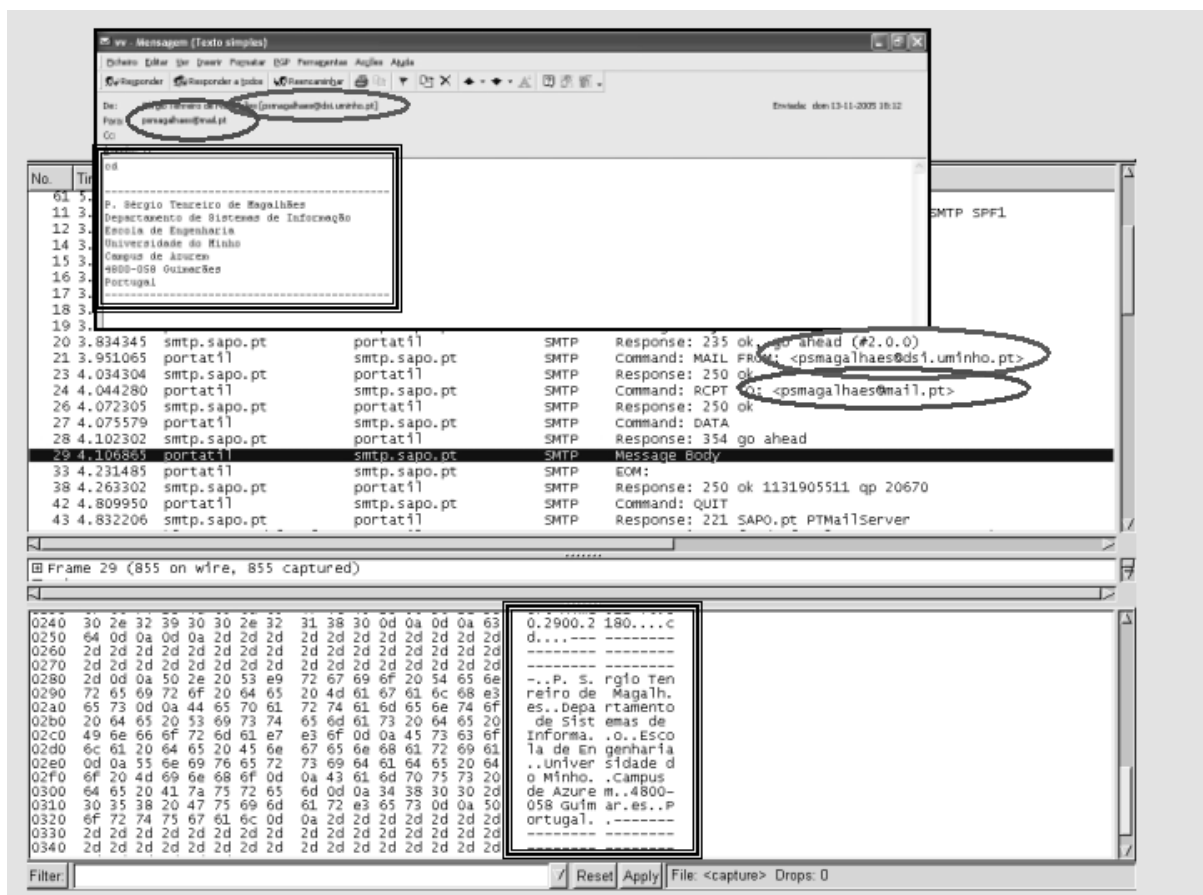 vv - Mensagem (Texto simples)
Ficheiro Editar Ver Inserir Formatar PGP Ferramentas Acções Ajuda
Responder Responder a todos Reencaminhar
De: [psmagalhaes@dsi.uminho.pt] Enviada: dom 13-11-2005 18:12
Para: psmagalhaes@mail.pt
Cc:
cd
------------------------------------------------
P. Sérgio Tenreiro de Magalhães
Departamento de Sistemas de Informação
Escola de Engenharia
Universidade do Minho
Campus de Azurem
4800-058 Guimarães
Portugal
------------------------------------------------
No.
61 5.
11 3. SMTP SPF1
12 3.
14 3.
15 3.
16 3.
17 3.
18 3.
19 3.
20 3.834345 smtp.sapo.pt portatil SMTP Response: 235 ok, go ahead (#2.0.0)
21 3.951065 portatil smtp.sapo.pt SMTP Command: MAIL FROM: <psmagalhaes@dsi.uminho.pt>
23 4.034304 smtp.sapo.pt portatil SMTP Response: 250 ok
24 4.044280 portatil smtp.sapo.pt SMTP Command: RCPT TO: <psmagalhaes@mail.pt>
26 4.072305 smtp.sapo.pt portatil SMTP Response: 250 ok
27 4.075579 portatil smtp.sapo.pt SMTP Command: DATA
28 4.102302 smtp.sapo.pt portatil SMTP Response: 354 go ahead
29 4.106865 portatil smtp.sapo.pt SMTP Message Body
33 4.231485 portatil smtp.sapo.pt SMTP EOM:
38 4.263302 smtp.sapo.pt portatil SMTP Response: 250 ok 1131905511 qp 20670
42 4.809950 portatil smtp.sapo.pt SMTP Command: QUIT
43 4.832206 smtp.sapo.pt portatil SMTP Response: 221 SAPO.pt PTMailServer
Frame 29 (855 on wire, 855 captured)
0240 30 2e 32 39 30 30 2e 32 31 38 30 0d 0a 0d 0a 63 0.2900.2 180....c
0250 64 0d 0a 0d 0a 2d 2d 2d 2d 2d 2d 2d 2d 2d 2d 2d d....--- --------
0260 2d 2d 2d 2d 2d 2d 2d 2d 2d 2d 2d 2d 2d 2d 2d 2d -------- --------
0270 2d 2d 2d 2d 2d 2d 2d 2d 2d 2d 2d 2d 2d 2d 2d 2d -------- --------
0280 2d 0d 0a 50 2e 20 53 e9 72 67 69 6f 20 54 65 6e -..P. S. rgio Ten
0290 72 65 69 72 6f 20 64 65 20 4d 61 67 61 6c 68 e3 reiro de Magalh.
02a0 65 73 0d 0a 44 65 70 61 72 74 61 6d 65 6e 74 6f es..Depa rtamento
02b0 20 64 65 20 53 69 73 74 65 6d 61 73 20 64 65 20 de Sist emas de
02c0 49 6e 66 6f 72 6d 61 e7 e3 6f 0d 0a 45 73 63 6f Informa. .o..Esco
02d0 6c 61 20 64 65 20 45 6e 67 65 6e 68 61 72 69 61 la de En genharia
02e0 0d 0a 55 6e 69 76 65 72 73 69 64 61 64 65 20 64 ..Univer sidade d
02f0 6f 20 4d 69 6e 68 6f 0d 0a 43 61 6d 70 75 73 20 o Minho. .Campus
0300 64 65 20 41 7a 75 72 65 6d 0d 0a 34 38 30 30 2d de Azure m..4800-
0310 30 35 38 20 47 75 69 6d 61 72 e3 65 73 0d 0a 50 058 Guim ar.es..P
0320 6f 72 74 75 67 61 6c 0d 0a 2d 2d 2d 2d 2d 2d 2d ortugal. .-------
0330 2d 2d 2d 2d 2d 2d 2d 2d 2d 2d 2d 2d 2d 2d 2d 2d -------- --------
0340 2d 2d 2d 2d 2d 2d 2d 2d 2d 2d 2d 2d 2d 2d 2d 2d -------- --------
Filter: Reset Apply File: <capture> Drops: 0